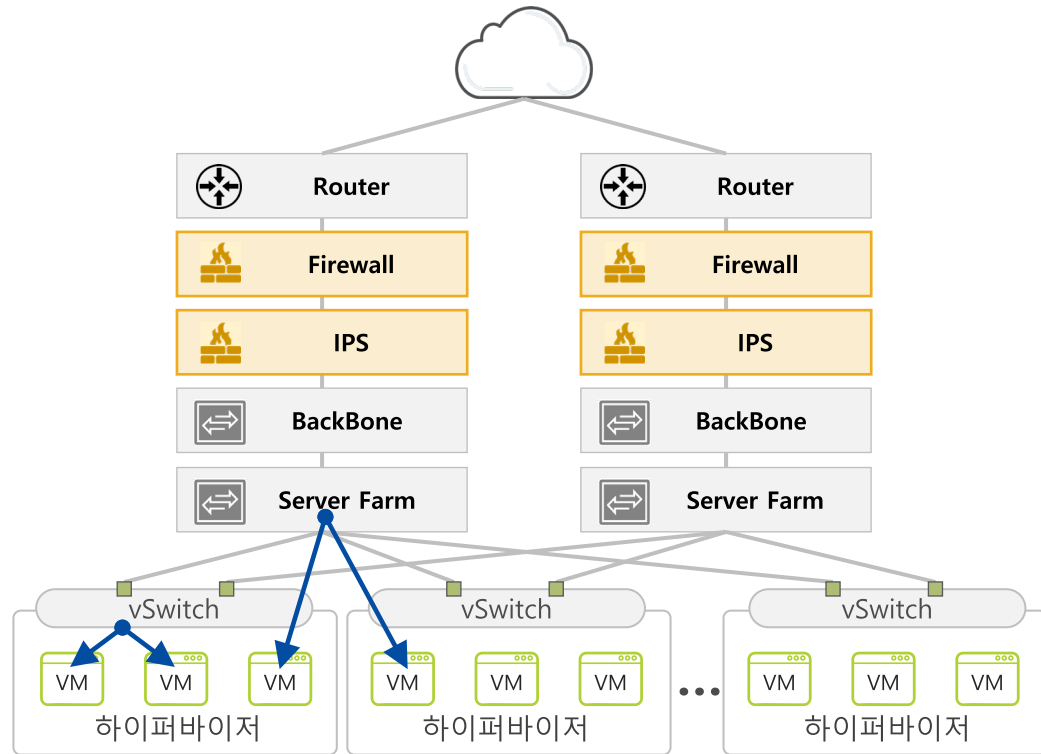 Router
Router
Firewall
Firewall
IPS
IPS
BackBone
BackBone
Server Farm
Server Farm
vSwitch
vSwitch
vSwitch
VM
VM
VM
VM
VM
VM
VM
VM
VM
하이퍼바이저
하이퍼바이저
하이퍼바이저